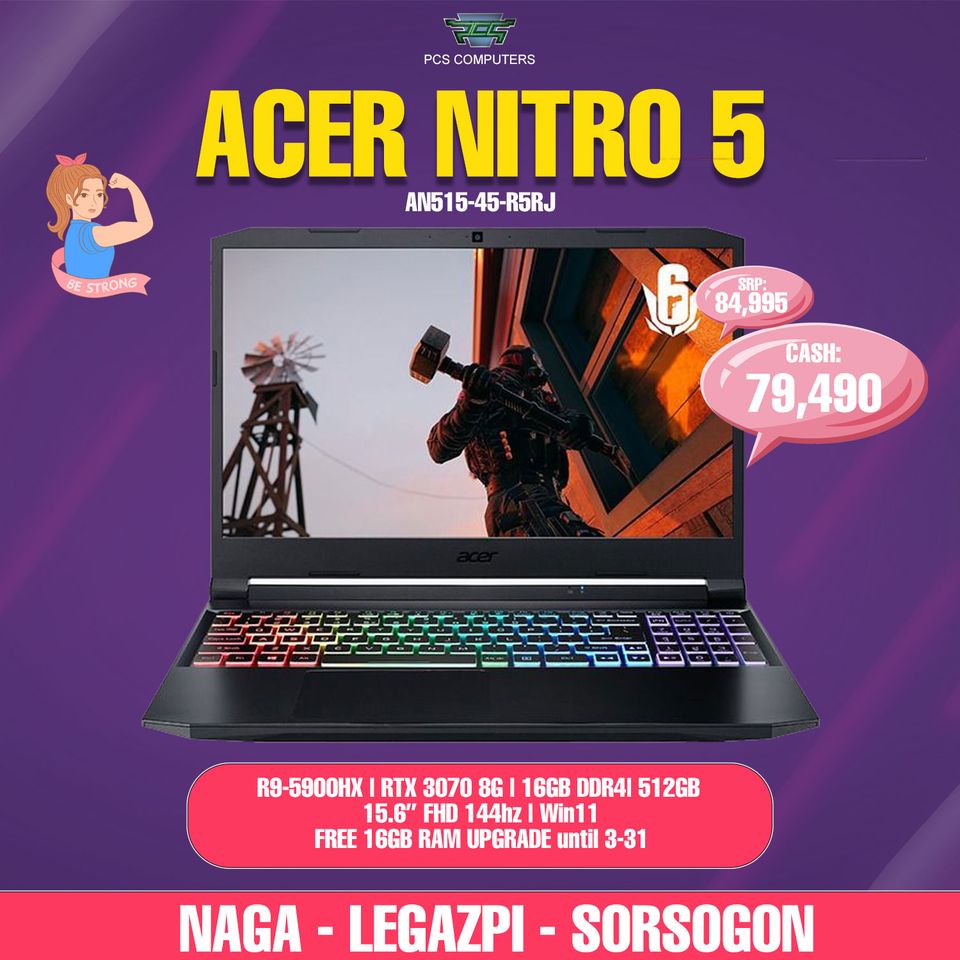 PCS
PCS COMPUTERS
ACER NITRO 5
AN515-45-R5RJ
BE STRONG
6
SRP:
84,995
CASH:
79,490
acer
R9-5900HX | RTX 3070 8G | 16GB DDR4| 512GB
15.6” FHD 144hz | Win11
FREE 16GB RAM UPGRADE until 3-31
NAGA - LEGAZPI - SORSOGON